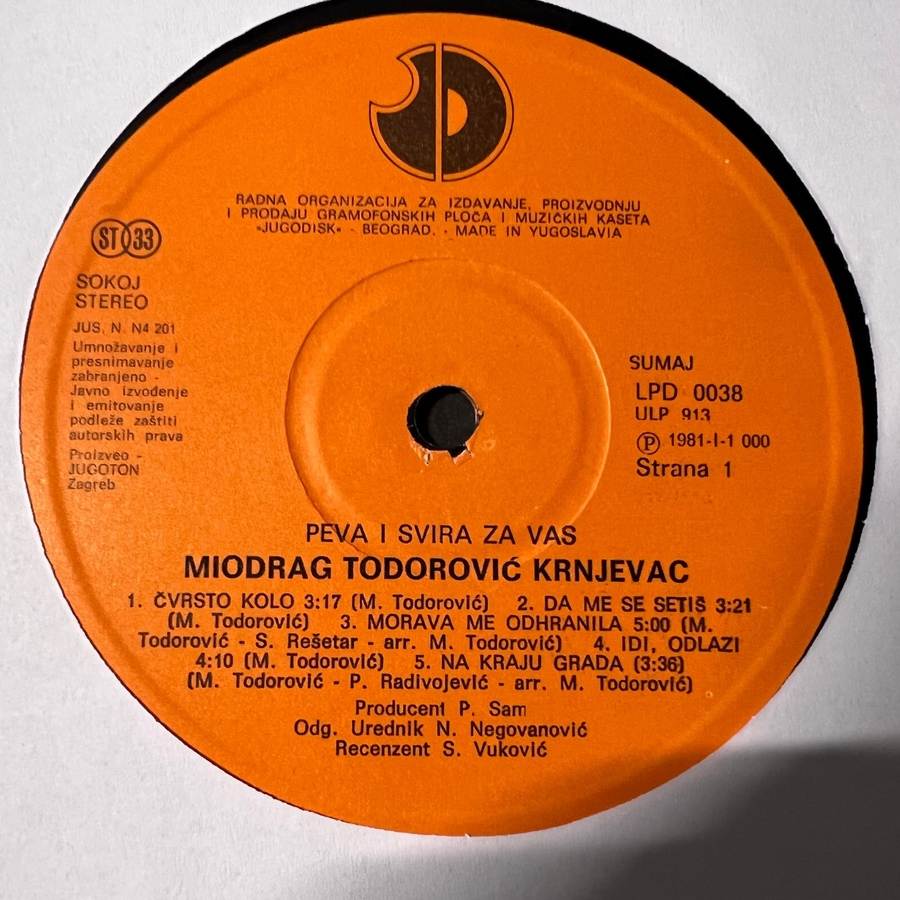 RADNA ORGANIZACIJA ZA IZDAVANJE, PROIZVODNJU
I PRODAJU GRAMOFONSKIH PLOČA I MUZIČKIH KASETA
»JUGODISK« - BEOGRAD. - MADE IN YUGOSLAVIA
ST 33
SOKOJ
STEREO
JUS. N. N4 201
Umnožavanje i
presnimavanje
zabranjeno -
Javno izvođenje
i emitovanje
podleže zaštiti
autorskih prava
Proizveo -
JUGOTON
Zagreb
SUMAJ
LPD 0038
ULP 913
Ⓟ 1981-I-1 000
Strana 1
PEVA I SVIRA ZA VAS
MIODRAG TODOROVIĆ KRNJEVAC
1. ČVRSTO KOLO 3:17 (M. Todorović) 2. DA ME SE SETIŠ 3:21
(M. Todorović) 3. MORAVA ME ODHRANILA 5:00 (M.
Todorović - S. Rešetar - arr. M. Todorović) 4. IDI, ODLAZI
4:10 (M. Todorović) 5. NA KRAJU GRADA (3:36)
(M. Todorović - P. Radivojević - arr. M. Todorović)
Producent P. Sam
Odg. Urednik N. Negovanović
Recenzent S. Vuković